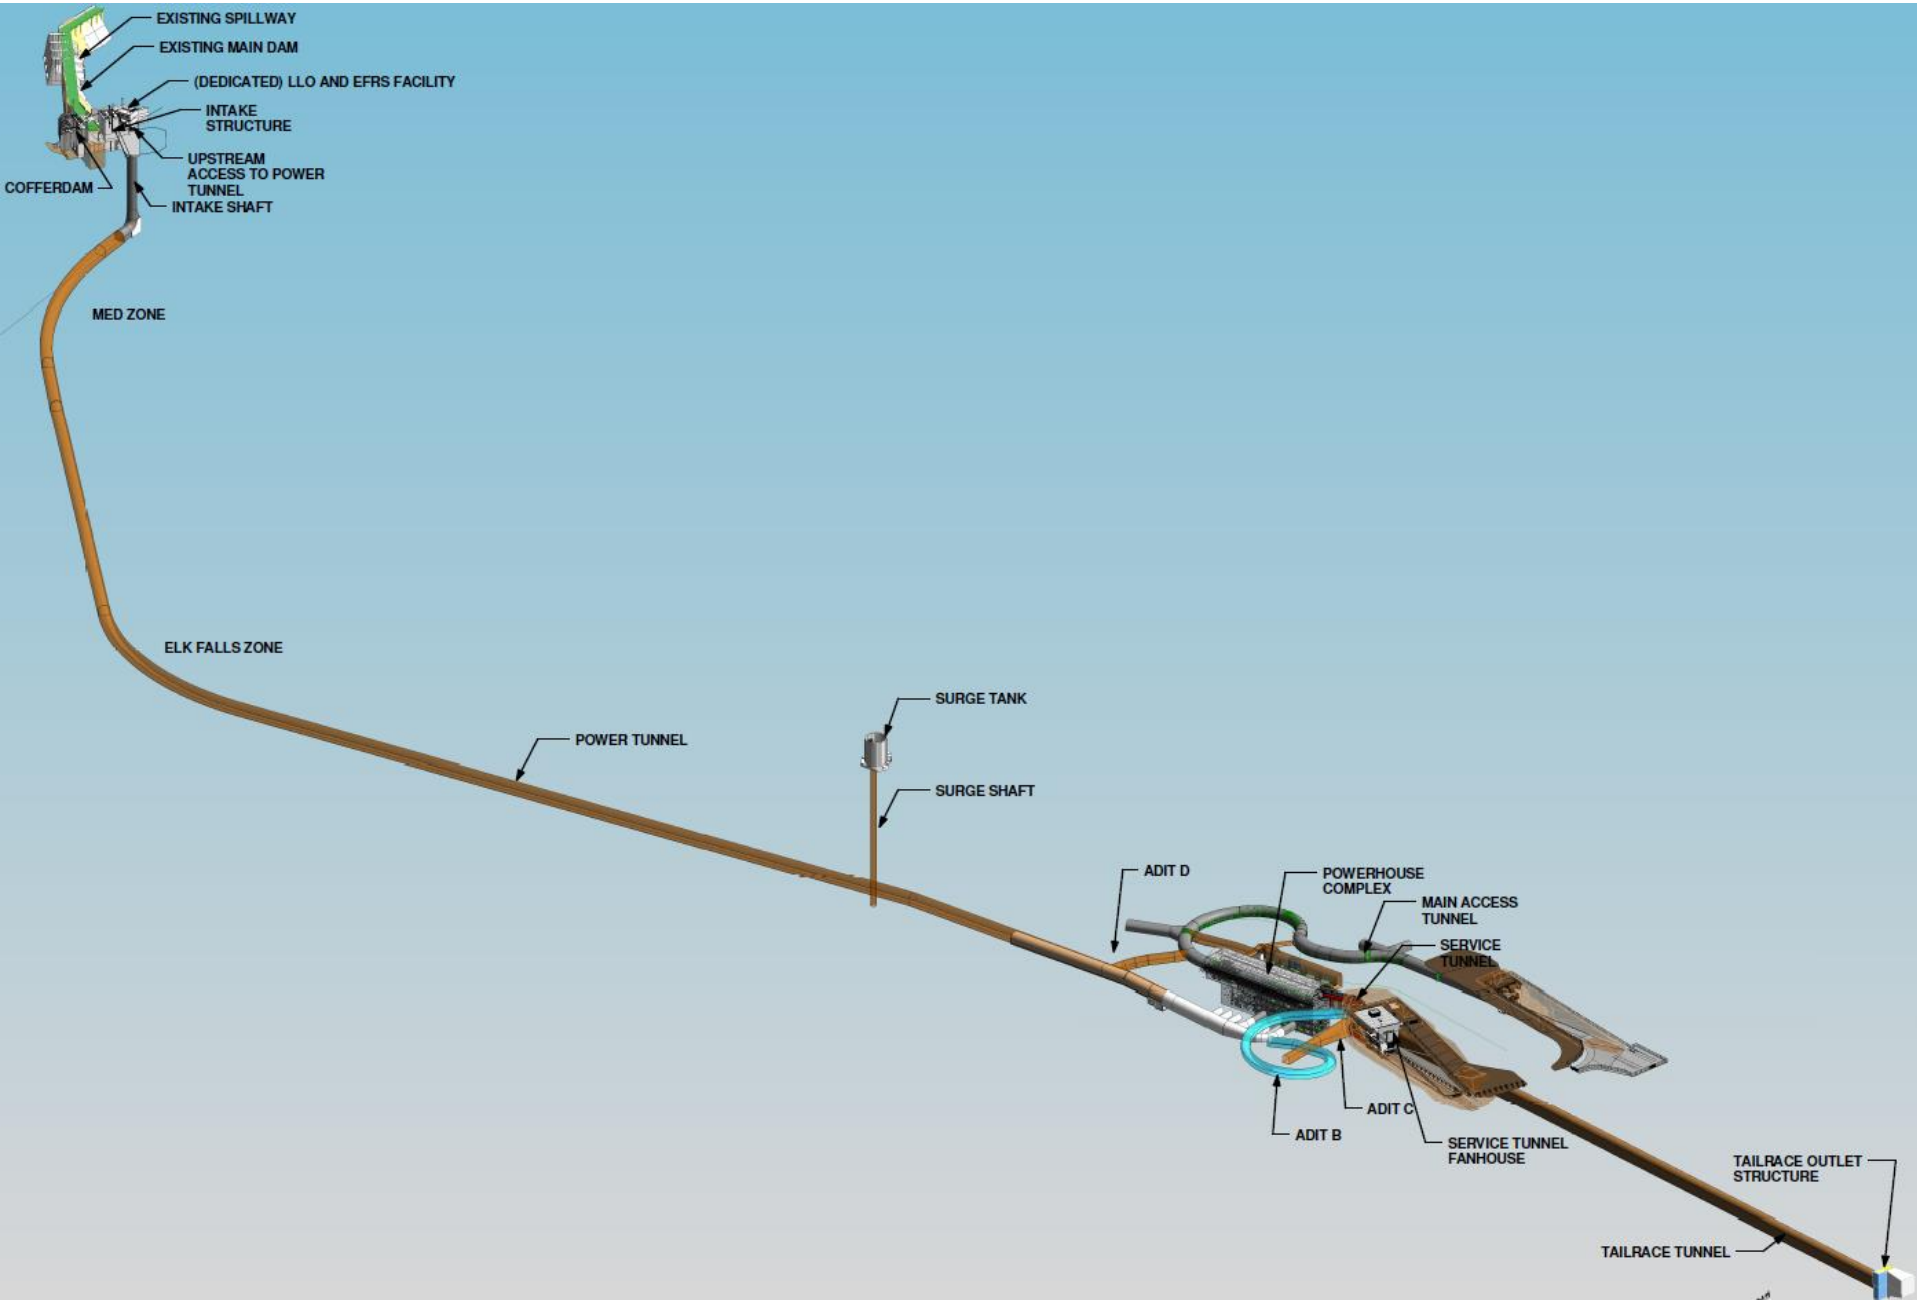 EXISTING SPILLWAY
EXISTING MAIN DAM
(DEDICATED) LLO AND EFRS FACILITY
INTAKE
STRUCTURE
UPSTREAM
ACCESS TO POWER
TUNNEL
COFFERDAM
INTAKE SHAFT
MED ZONE
ELK FALLS ZONE
SURGE TANK
POWER TUNNEL
SURGE SHAFT
ADIT D
POWERHOUSE
COMPLEX
MAIN ACCESS
TUNNEL
SERVICE
TUNNEL
ADIT C
ADIT B
SERVICE TUNNEL
FANHOUSE
TAILRACE OUTLET
STRUCTURE
TAILRACE TUNNEL